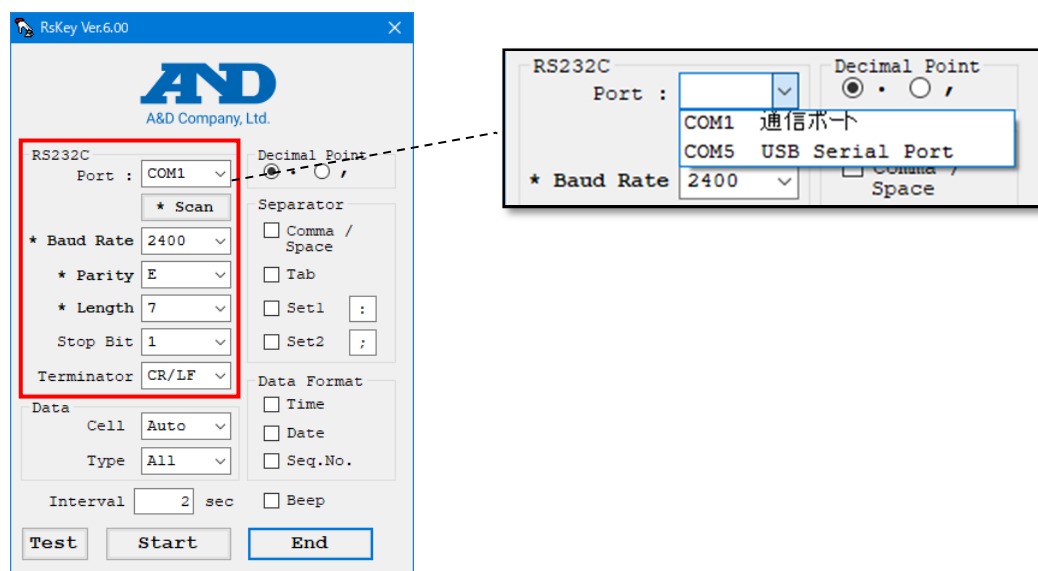 RsKey Ver.6.00
AND
A&D Company, Ltd.
RS232C
Port : COM1
* Scan
* Baud Rate 2400
* Parity E
* Length 7
Stop Bit 1
Terminator CR/LF
Data
Cell Auto
Type All
Interval 2 sec
Decimal Point
. ,
Separator
Comma /
Space
Tab
Set1 :
Set2 ;
Data Format
Time
Date
Seq.No.
Beep
Test Start End
RS232C
Port :
COM1 通信ポート
COM5 USB Serial Port
* Baud Rate 2400
Decimal Point
. ,
Comma /
Space